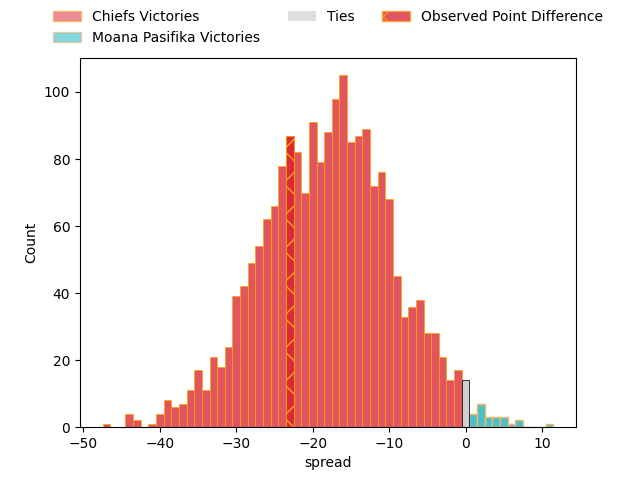 Chiefs Victories
Moana Pasifika Victories
Ties
Observed Point Difference
Count
100
80
60
40
20
0
−50
−40
−30
−20
−10
0
10
spread